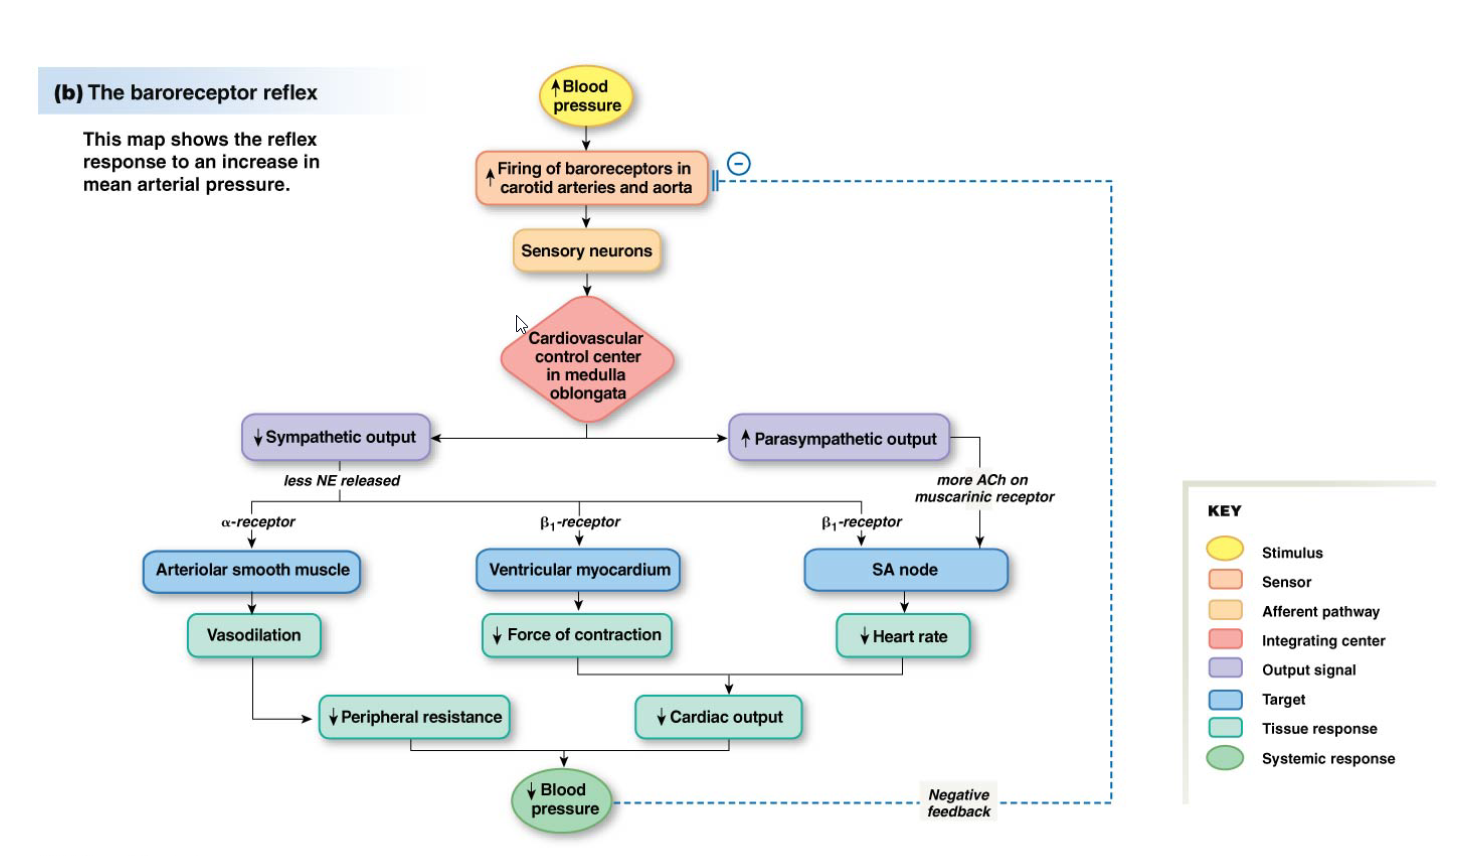 (b) The baroreceptor reflex
This map shows the reflex
response to an increase in
mean arterial pressure.
↑ Blood
pressure
↑ Firing of baroreceptors in
carotid arteries and aorta
−
Sensory neurons
Cardiovascular
control center
in medulla
oblongata
↓ Sympathetic output
↑ Parasympathetic output
less NE released
more ACh on
muscarinic receptor
α-receptor
β₁-receptor
β₁-receptor
Arteriolar smooth muscle
Ventricular myocardium
SA node
Vasodilation
↓ Force of contraction
↓ Heart rate
↓ Peripheral resistance
↓ Cardiac output
↓ Blood
pressure
Negative
feedback
KEY
Stimulus
Sensor
Afferent pathway
Integrating center
Output signal
Target
Tissue response
Systemic response